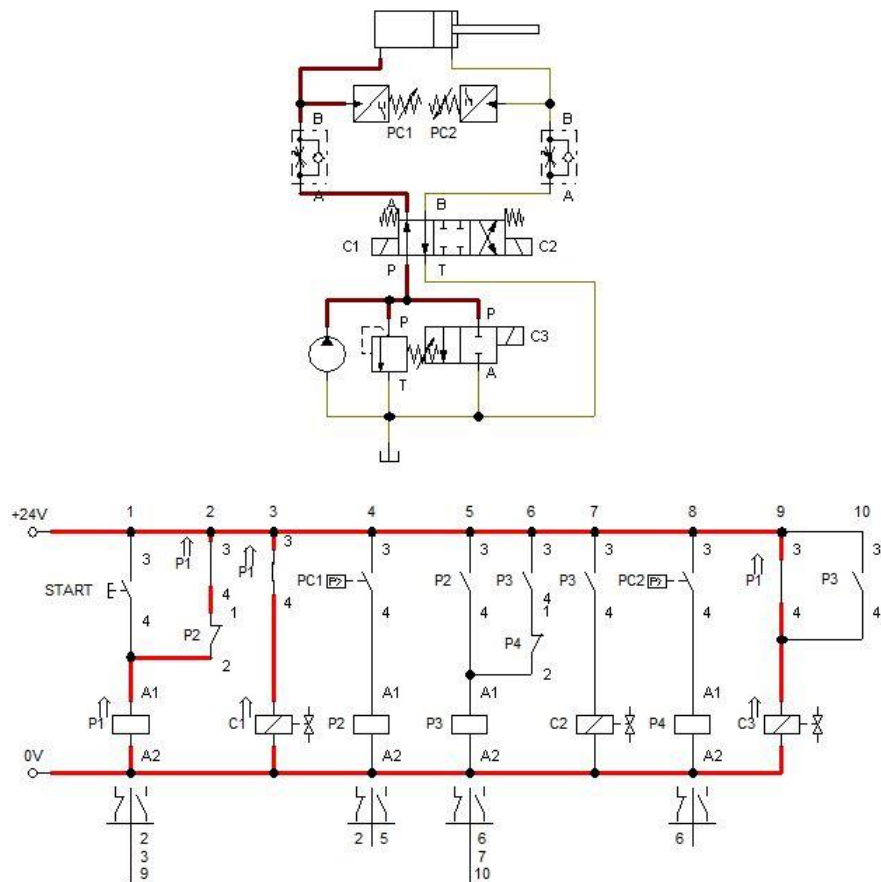 PC1 PC2
B B
A A
A B
C1 C2
P T
P P
C3
T A
1 2 3 4 5 6 7 8 9 10
+24V
3 P1 3 P1 3 3 3 3 3 3 P1 3 3
START PC1 P2 P3 P3 PC2 P3
4 4 1 4 4 4 4 1 4 4 4 4
P2 P4
2 2
A1 A1 A1 A1
P1 C1 P2 P3 C2 P4 C3
A2 A2 A2 A2
0V
2 2 5 6 6
3 7
9 10